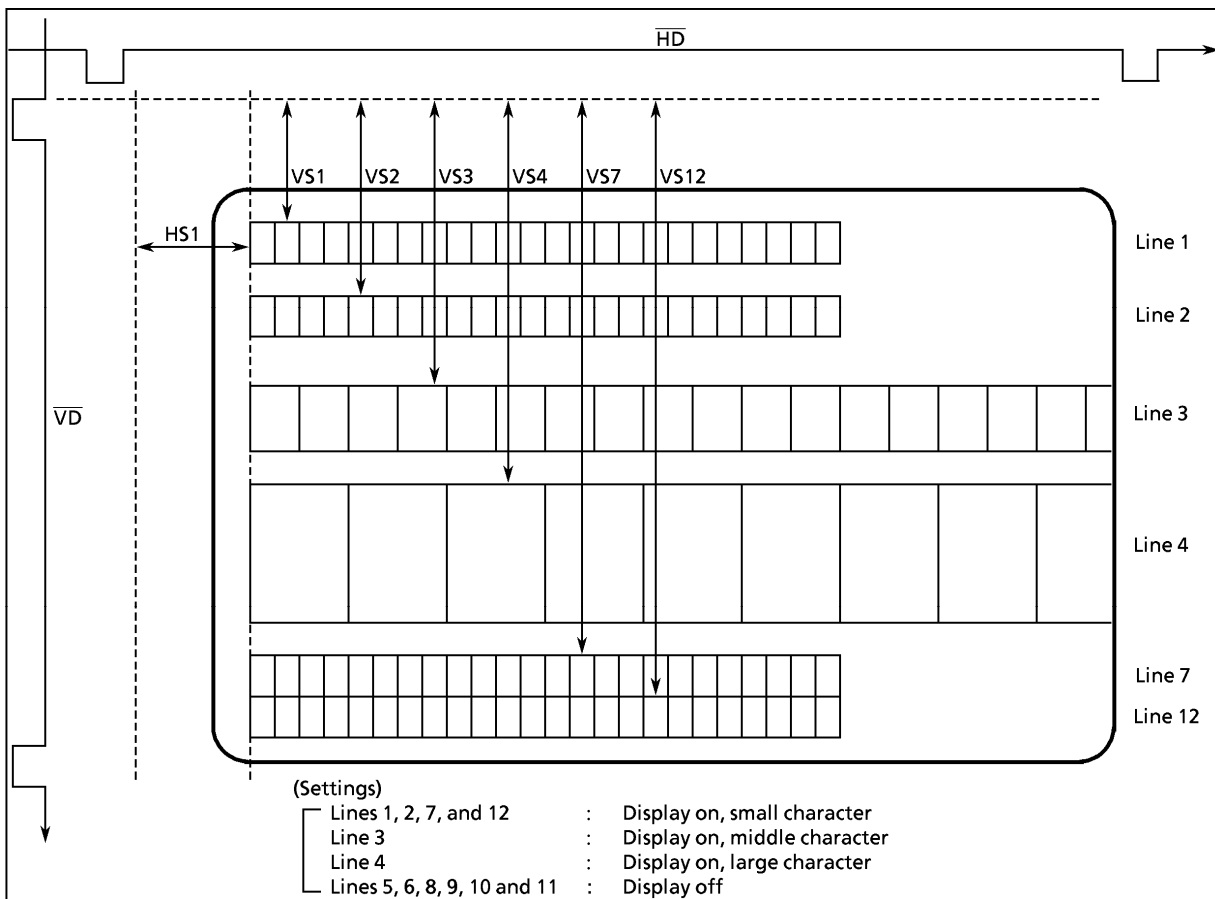 HD
VS1 VS2 VS3 VS4 VS7 VS12
HS1
Line 1
Line 2
VD
Line 3
Line 4
Line 7
Line 12
(Settings)
Lines 1, 2, 7, and 12 : Display on, small character
Line 3 : Display on, middle character
Line 4 : Display on, large character
Lines 5, 6, 8, 9, 10 and 11 : Display off